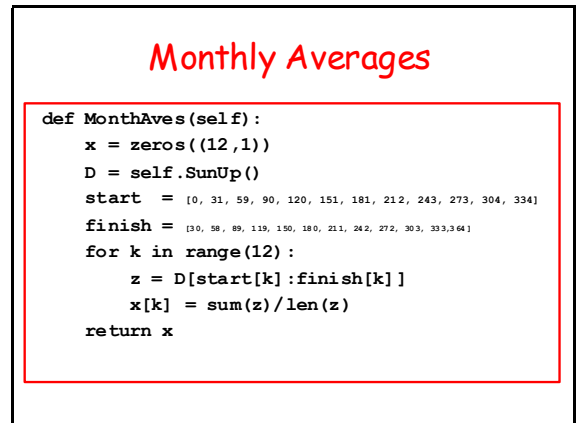 Monthly Averages
def MonthAves(self):
x = zeros((12,1))
D = self.SunUp()
start = [0, 31, 59, 90, 120, 151, 181, 212, 243, 273, 304, 334]
finish = [30, 58, 89, 119, 150, 180, 211, 242, 272, 303, 333,364]
for k in range(12):
z = D[start[k]:finish[k]]
x[k] = sum(z)/len(z)
return x